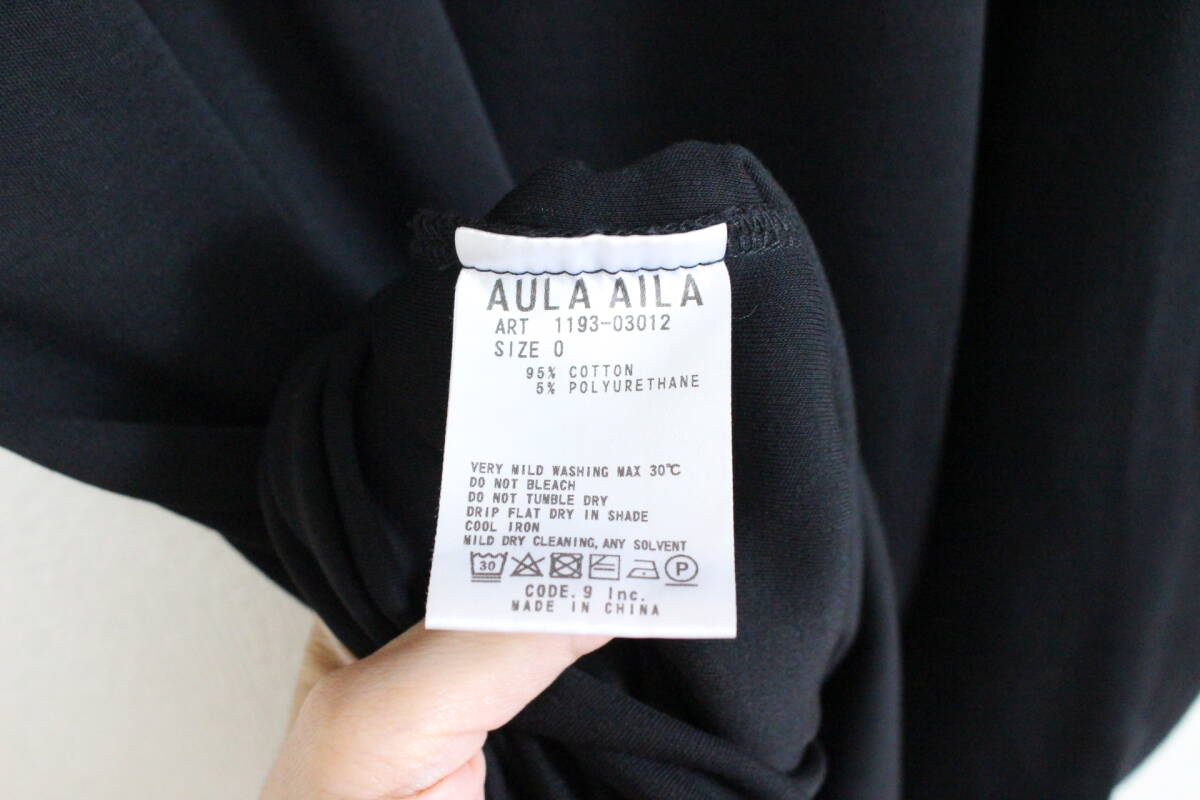 AULA AILA
ART 1193-03012
SIZE 0
95% COTTON
5% POLYURETHANE
VERY MILD WASHING MAX 30℃
DO NOT BLEACH
DO NOT TUMBLE DRY
DRIP FLAT DRY IN SHADE
COOL IRON
MILD DRY CLEANING, ANY SOLVENT
30 P
CODE. 9 Inc.
MADE IN CHINA